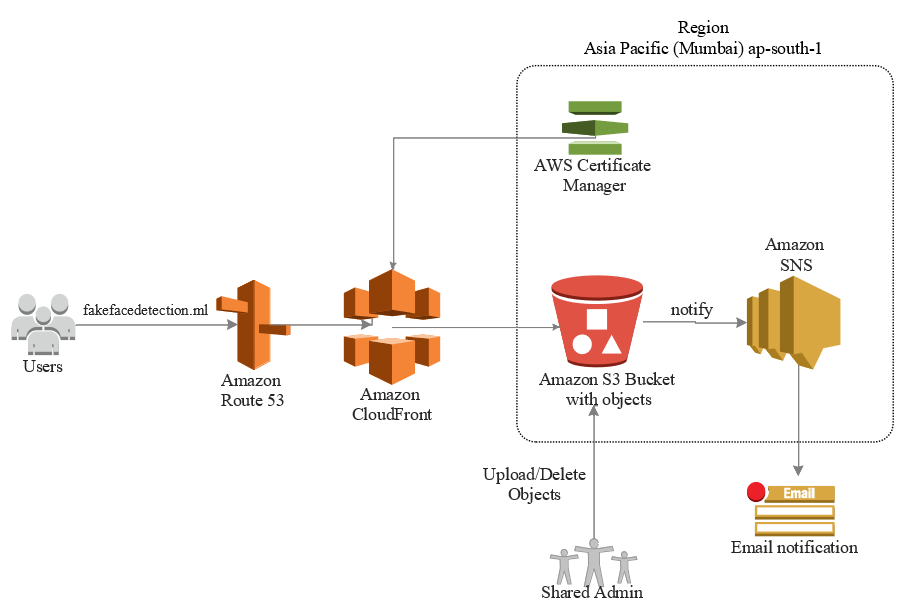 Region
Asia Pacific (Mumbai) ap-south-1
AWS Certificate
Manager
Amazon
SNS
fakefacedetection.ml
notify
Users
Amazon
Route 53
Amazon
CloudFront
Amazon S3 Bucket
with objects
Upload/Delete
Objects
Email
Email notification
Shared Admin